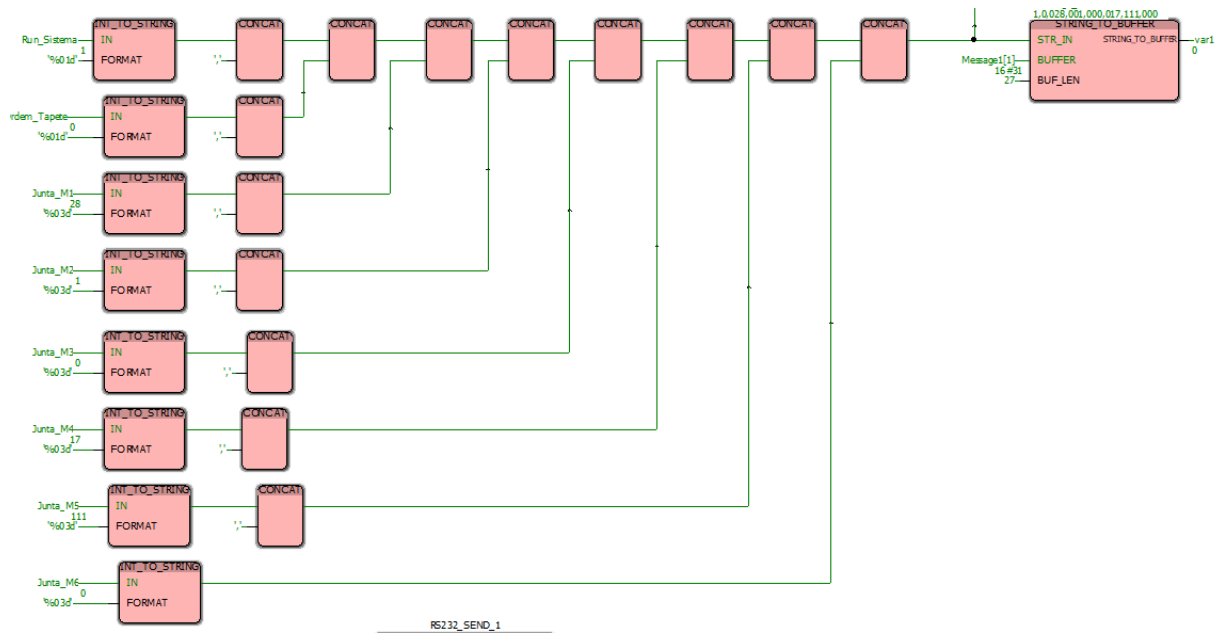 1,0,028,001,000,017,111,000
INT_TO_STRING CONCAT CONCAT CONCAT CONCAT CONCAT CONCAT CONCAT CONCAT STRING_TO_BUFFER
Run_Sistema IN STR_IN STRING_TO_BUFFER var1
1 0
'%01d' FORMAT ',' Message1[1] BUFFER
16#31
27 BUF_LEN
INT_TO_STRING CONCAT
rdem_Tapete IN
0
'%01d' FORMAT ','
INT_TO_STRING CONCAT
Junta_M1 IN
28
'%03d' FORMAT ','
INT_TO_STRING CONCAT
Junta_M2 IN
1
'%03d' FORMAT ','
INT_TO_STRING CONCAT
Junta_M3 IN
0
'%03d' FORMAT ','
INT_TO_STRING CONCAT
Junta_M4 IN
17
'%03d' FORMAT ','
INT_TO_STRING CONCAT
Junta_M5 IN
111
'%03d' FORMAT ','
INT_TO_STRING
Junta_M6 IN
0
'%03d' FORMAT
RS232_SEND_1